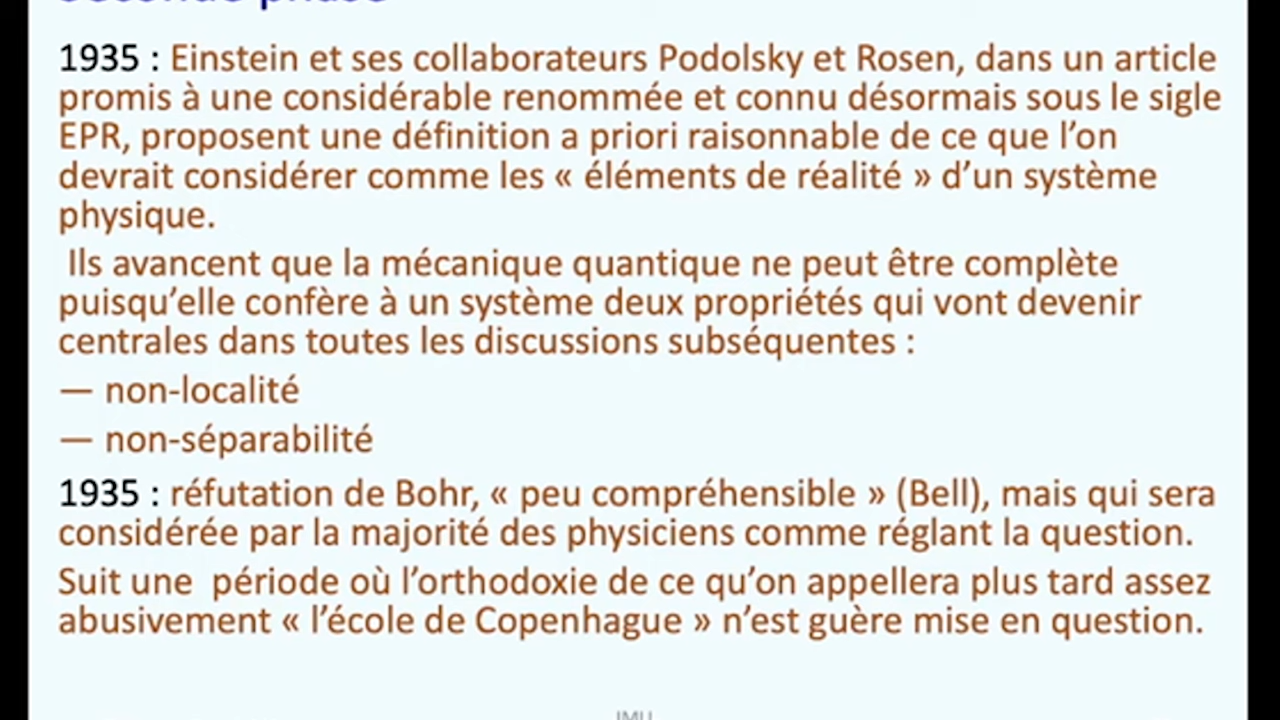 1935 : Einstein et ses collaborateurs Podolsky et Rosen, dans un article
promis à une considérable renommée et connu désormais sous le sigle
EPR, proposent une définition a priori raisonnable de ce que l’on
devrait considérer comme les « éléments de réalité » d’un système
physique.
Ils avancent que la mécanique quantique ne peut être complète
puisqu’elle confère à un système deux propriétés qui vont devenir
centrales dans toutes les discussions subséquentes :
— non-localité
— non-séparabilité
1935 : réfutation de Bohr, « peu compréhensible » (Bell), mais qui sera
considérée par la majorité des physiciens comme réglant la question.
Suit une période où l’orthodoxie de ce qu’on appellera plus tard assez
abusivement « l’école de Copenhague » n’est guère mise en question.